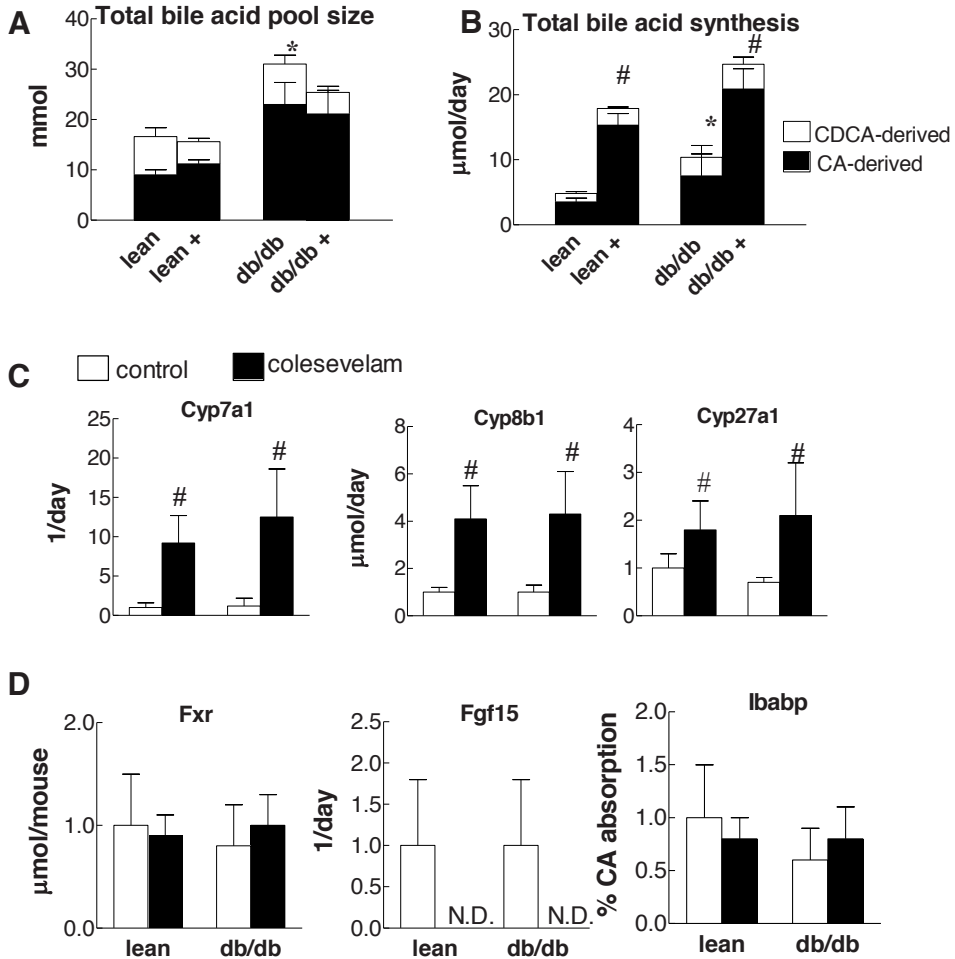 A
Total bile acid pool size
mmol
40
30
20
10
0
*
lean
lean +
db/db
db/db +
B
Total bile acid synthesis
μmol/day
30
20
10
0
#
*
#
lean
lean +
db/db
db/db +
CDCA-derived
CA-derived
C
control
colesevelam
Cyp7a1
1/day
25
20
15
10
5
0
#
#
Cyp8b1
μmol/day
8
6
4
2
0
#
#
Cyp27a1
4
3
2
1
0
#
#
D
Fxr
μmol/mouse
2.0
1.0
0.0
lean
db/db
Fgf15
1/day
2.5
2.0
1.5
1.0
0.5
0.0
N.D.
N.D.
lean
db/db
Ibabp
% CA absorption
2.0
1.5
1.0
0.5
0.0
lean
db/db